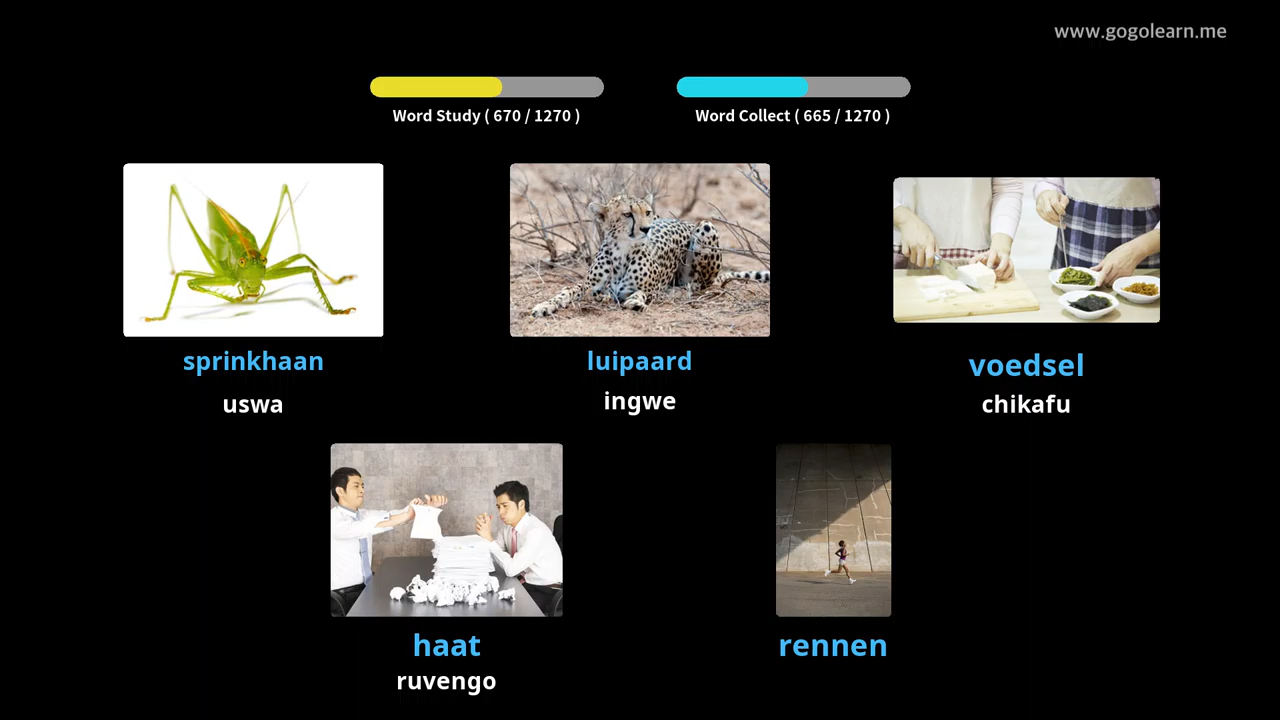 www.gogolearn.me
Word Study ( 670 / 1270 )
Word Collect ( 665 / 1270 )
sprinkhaan
uswa
luipaard
ingwe
voedsel
chikafu
haat
ruvengo
rennen